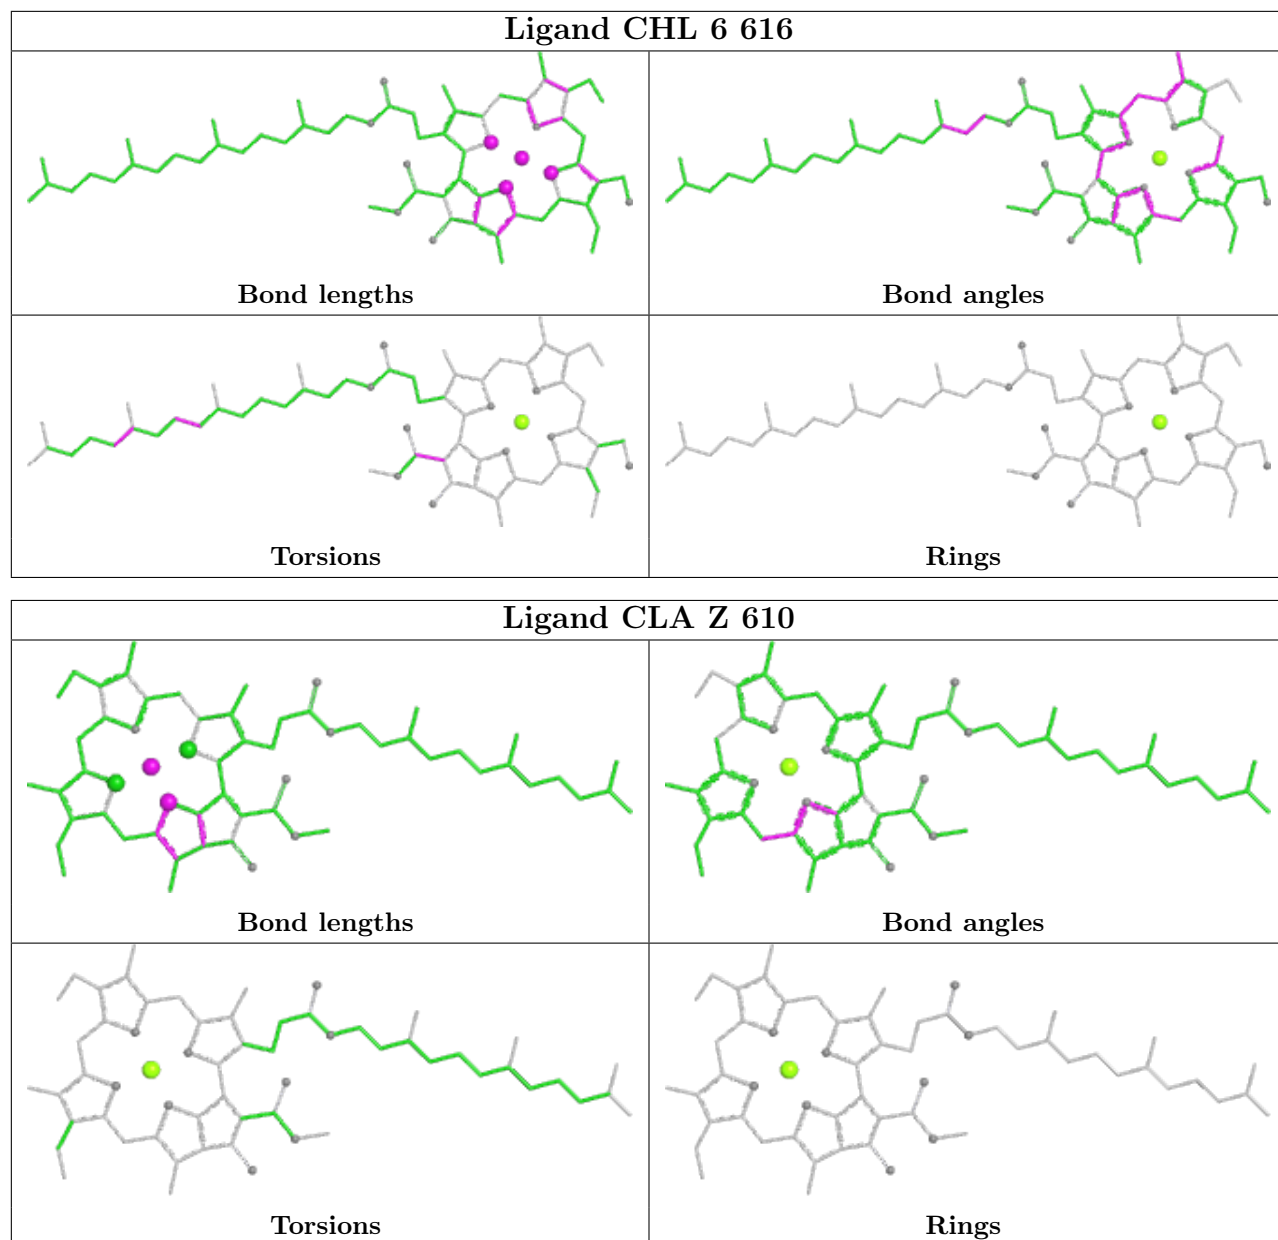 Ligand CHL 6 616
Bond lengths
Bond angles
Torsions
Rings
Ligand CLA Z 610
Bond lengths
Bond angles
Torsions
Rings